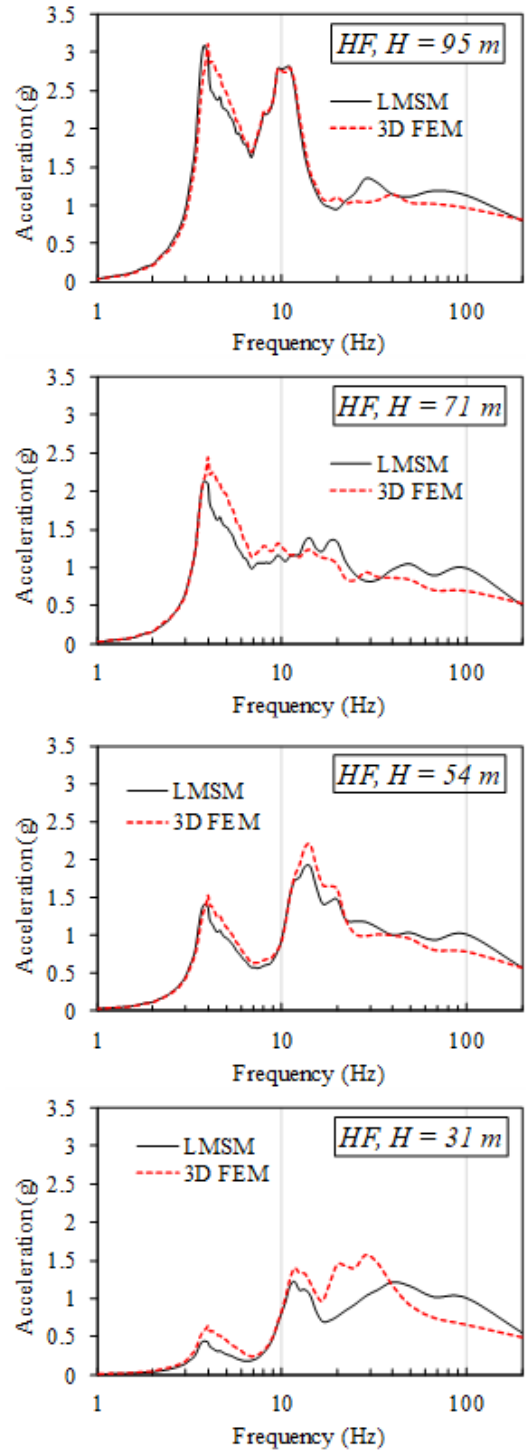 HF, H = 95 m
LMSM
3D FEM
Acceleration (g)
3.5
3
2.5
2
1.5
1
0.5
0
1 10 100
Frequency (Hz)
HF, H = 71 m
LMSM
3D FEM
Acceleration (g)
3.5
3
2.5
2
1.5
1
0.5
0
1 10 100
Frequency (Hz)
HF, H = 54 m
LMSM
3D FEM
Acceleration (g)
3.5
3
2.5
2
1.5
1
0.5
0
1 10 100
Frequency (Hz)
HF, H = 31 m
LMSM
3D FEM
Acceleration (g)
3.5
3
2.5
2
1.5
1
0.5
0
1 10 100
Frequency (Hz)